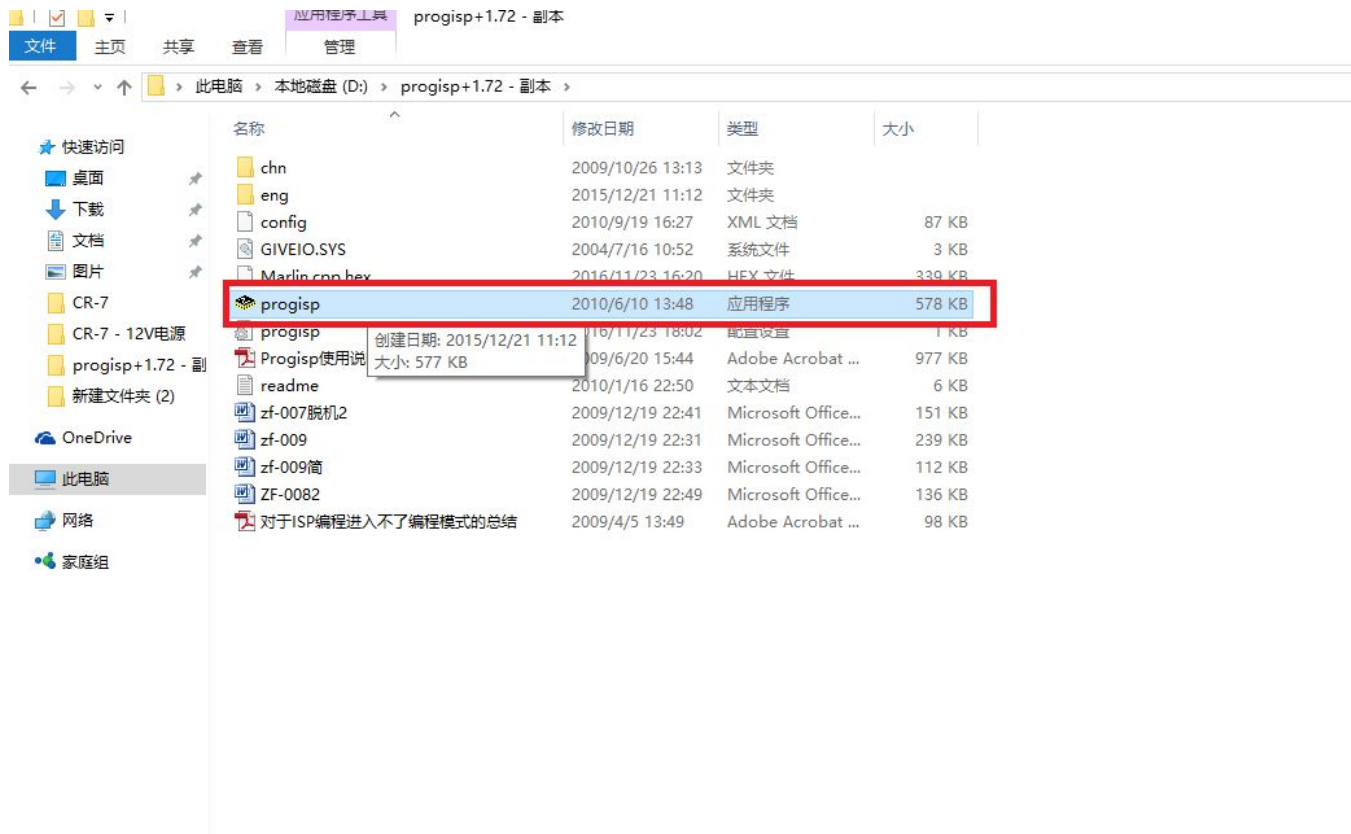 应用程序工具 progisp+1.72 - 副本
文件 主页 共享 查看 管理
此电脑 本地磁盘 (D:) progisp+1.72 - 副本
名称 修改日期 类型 大小
快速访问
桌面
下载
文档
图片
CR-7
CR-7 - 12V电源
progisp+1.72 - 副
新建文件夹 (2)
OneDrive
此电脑
网络
家庭组
chn 2009/10/26 13:13 文件夹
eng 2015/12/21 11:12 文件夹
config 2010/9/19 16:27 XML 文档 87 KB
GIVEIO.SYS 2004/7/16 10:52 系统文件 3 KB
Marlin.cpp.hex 2016/11/23 16:20 HEX 文件 339 KB
progisp 2010/6/10 13:48 应用程序 578 KB
progisp 016/11/23 18:02 配置设置 1 KB
创建日期: 2015/12/21 11:12
大小: 577 KB
Progisp使用说 009/6/20 15:44 Adobe Acrobat ... 977 KB
readme 2010/1/16 22:50 文本文档 6 KB
zf-007脱机2 2009/12/19 22:41 Microsoft Office... 151 KB
zf-009 2009/12/19 22:31 Microsoft Office... 239 KB
zf-009简 2009/12/19 22:33 Microsoft Office... 112 KB
ZF-0082 2009/12/19 22:49 Microsoft Office... 136 KB
对于ISP编程进入不了编程模式的总结 2009/4/5 13:49 Adobe Acrobat ... 98 KB